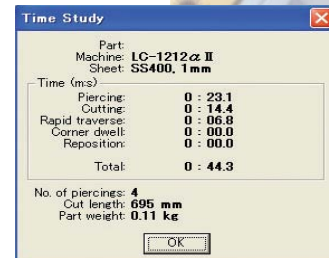 Time Study
Part:
Machine: LC-1212α II
Sheet: SS400, 1mm
Time (m:s)
Piercing: 0 : 23.1
Cutting: 0 : 14.4
Rapid traverse: 0 : 06.8
Corner dwell: 0 : 00.0
Reposition: 0 : 00.0
Total: 0 : 44.3
No. of piercings: 4
Cut length: 695 mm
Part weight: 0.11 kg
OK